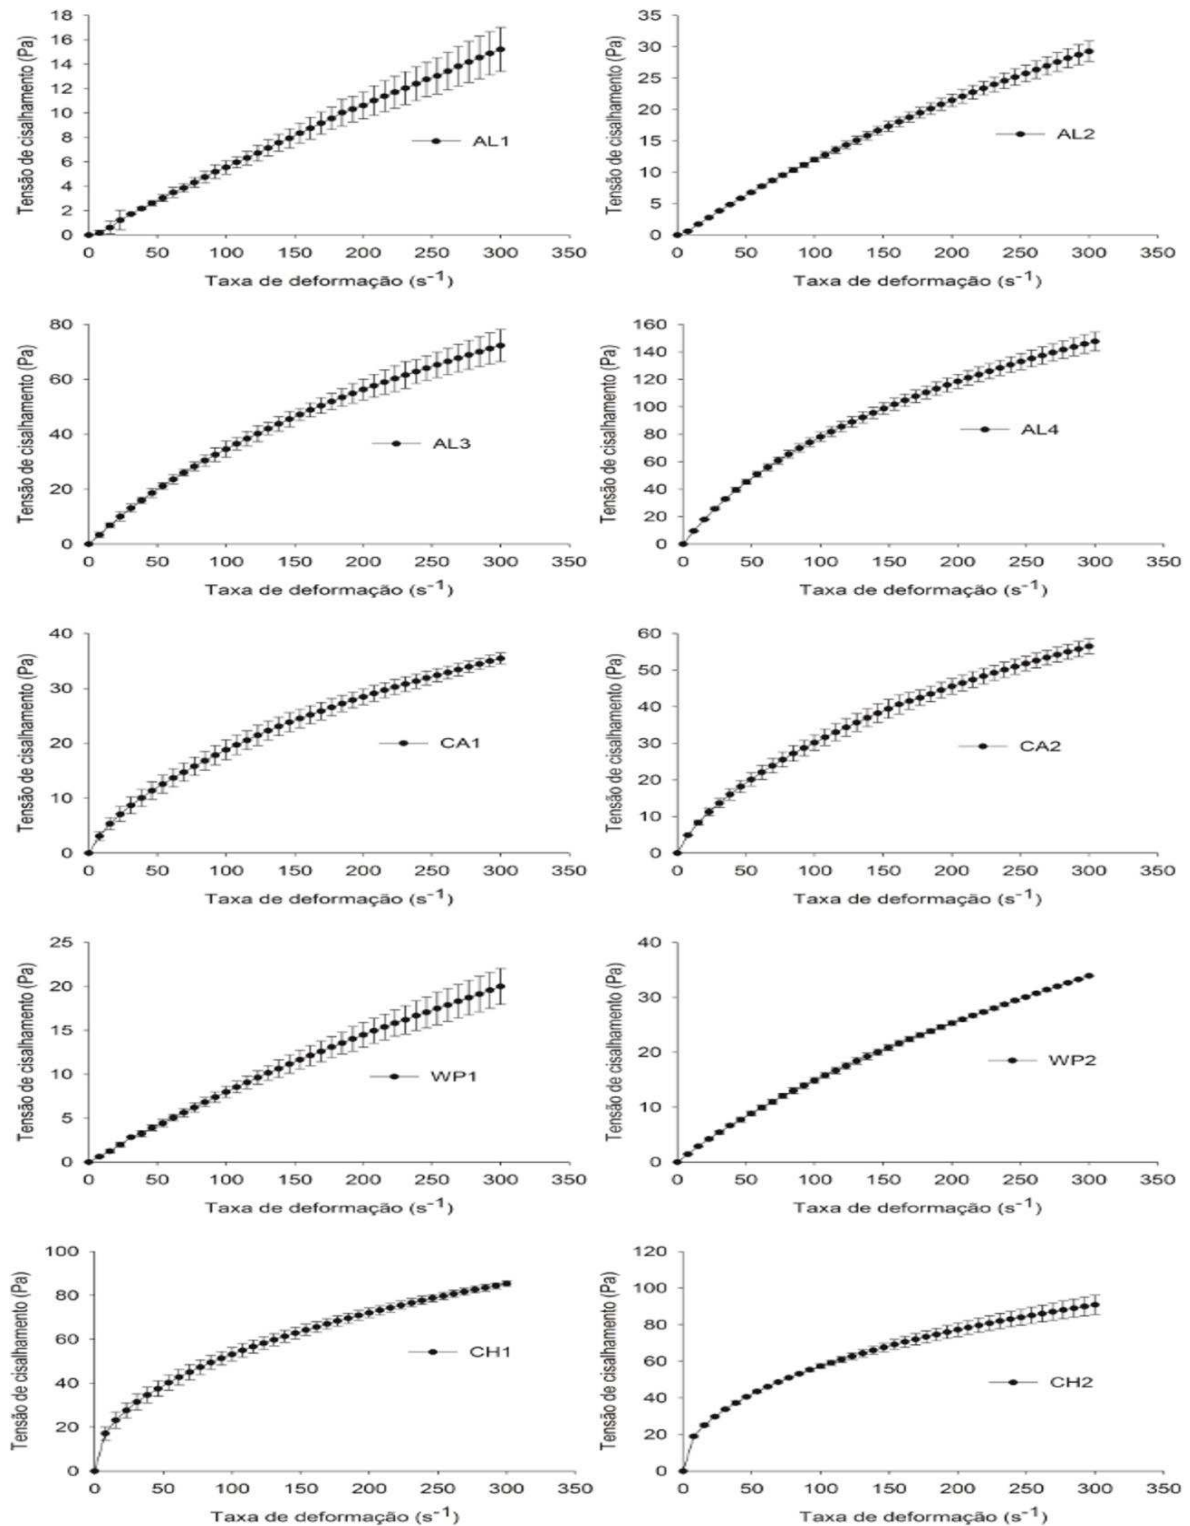 18
16
14
12
10
8
6
4
2
0
Tensão de cisalhamento (Pa)
AL1
0 50 100 150 200 250 300 350
Taxa de deformação (s⁻¹)
35
30
25
20
15
10
5
0
Tensão de cisalhamento (Pa)
AL2
0 50 100 150 200 250 300 350
Taxa de deformação (s⁻¹)
80
60
40
20
0
Tensão de cisalhamento (Pa)
AL3
0 50 100 150 200 250 300 350
Taxa de deformação (s⁻¹)
160
140
120
100
80
60
40
20
0
Tensão de cisalhamento (Pa)
AL4
0 50 100 150 200 250 300 350
Taxa de deformação (s⁻¹)
40
30
20
10
0
Tensão de cisalhamento (Pa)
CA1
0 50 100 150 200 250 300 350
Taxa de deformação (s⁻¹)
60
50
40
30
20
10
0
Tensão de cisalhamento (Pa)
CA2
0 50 100 150 200 250 300 350
Taxa de deformação (s⁻¹)
25
20
15
10
5
0
Tensão de cisalhamento (Pa)
WP1
0 50 100 150 200 250 300 350
Taxa de deformação (s⁻¹)
40
30
20
10
0
Tensão de cisalhamento (Pa)
WP2
0 50 100 150 200 250 300 350
Taxa de deformação (s⁻¹)
100
80
60
40
20
0
Tensão de cisalhamento (Pa)
CH1
0 50 100 150 200 250 300 350
Taxa de deformação (s⁻¹)
120
100
80
60
40
20
0
Tensão de cisalhamento (Pa)
CH2
0 50 100 150 200 250 300 350
Taxa de deformação (s⁻¹)